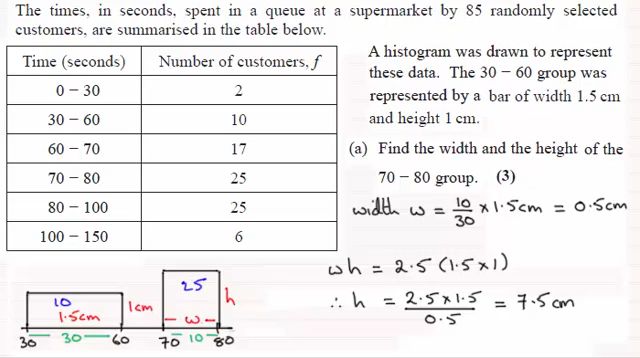 The times, in seconds, spent in a queue at a supermarket by 85 randomly selected
customers, are summarised in the table below.
Time (seconds) Number of customers, f
0 – 30 2
30 – 60 10
60 – 70 17
70 – 80 25
80 – 100 25
100 – 150 6
A histogram was drawn to represent
these data. The 30 – 60 group was
represented by a bar of width 1.5 cm
and height 1 cm.
(a) Find the width and the height of the
70 – 80 group. (3)
width w = 10/30 × 1.5cm = 0.5cm
wh = 2.5 (1.5 × 1)
∴ h = 2.5 × 1.5 / 0.5 = 7.5cm
10
1.5cm
1cm
25
w
h
30 30 60 70 10 80